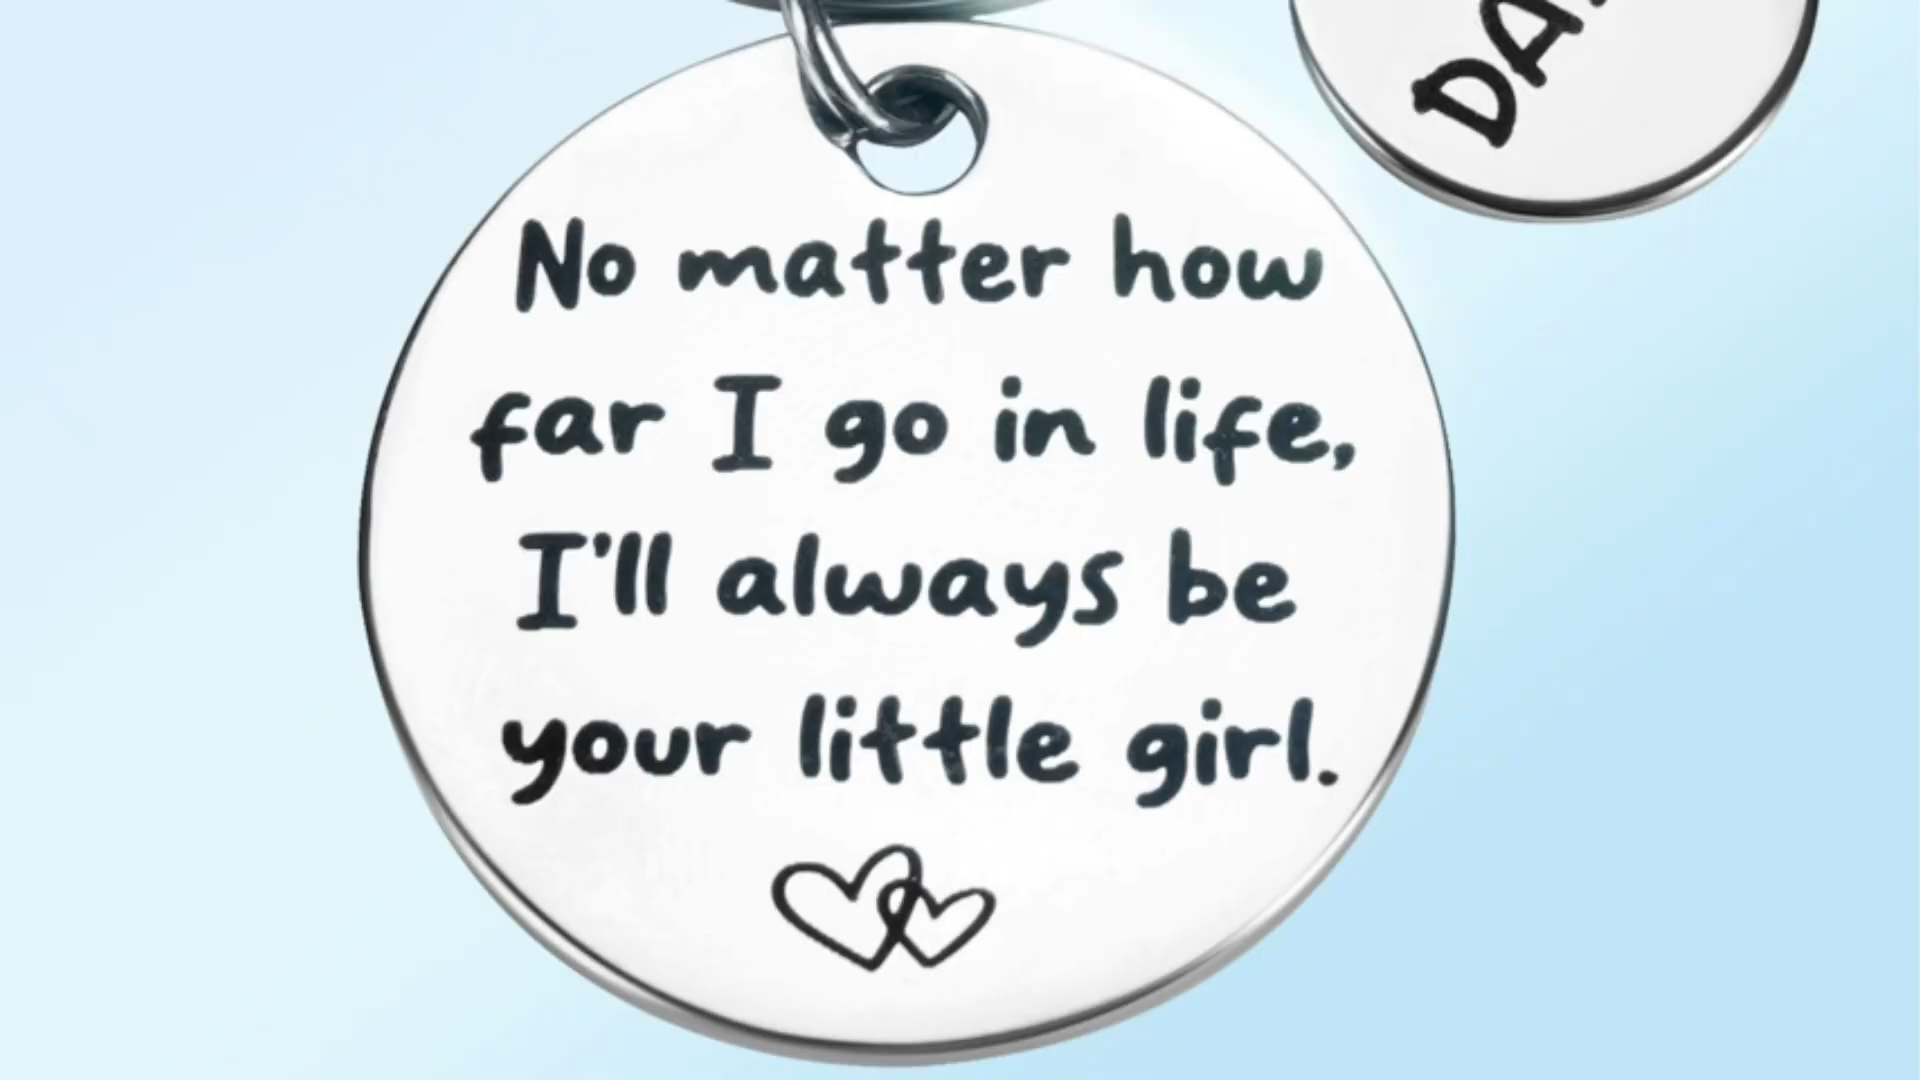 No matter how
far I go in life,
I'll always be
your little girl.